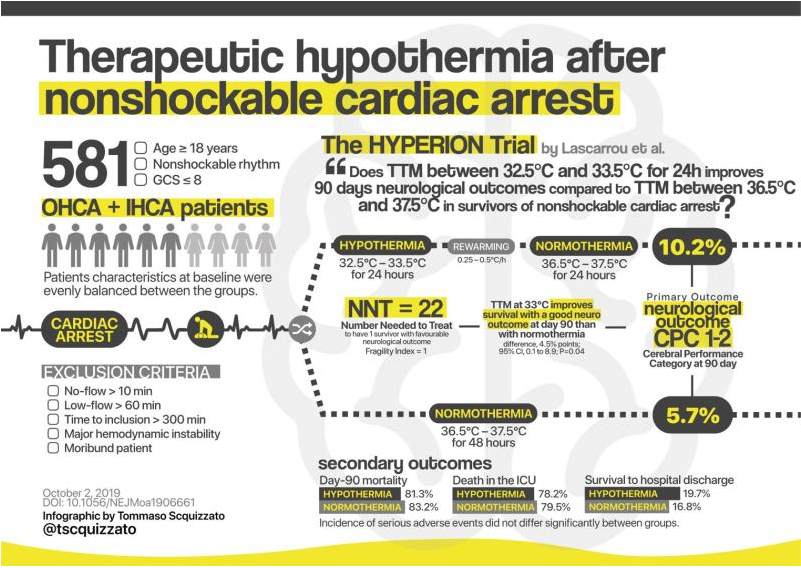 Therapeutic hypothermia after
nonshockable cardiac arrest
581
Age ≥ 18 years
Nonshockable rhythm
GCS ≤ 8
OHCA + IHCA patients
Patients characteristics at baseline were
evenly balanced between the groups.
CARDIAC
ARREST
EXCLUSION CRITERIA
No-flow > 10 min
Low-flow > 60 min
Time to inclusion > 300 min
Major hemodynamic instability
Moribund patient
October 2, 2019
DOI: 10.1056/NEJMoa1906661
Infographic by Tommaso Scquizzato
@tscquizzato
The HYPERION Trial by Lascarrou et al.
“ Does TTM between 32.5°C and 33.5°C for 24h improves
90 days neurological outcomes compared to TTM between 36.5°C
and 37.5°C in survivors of nonshockable cardiac arrest?
HYPOTHERMIA
32.5°C – 33.5°C
for 24 hours
REWARMING
0.25 – 0.5°C/h
NORMOTHERMIA
36.5°C – 37.5°C
for 24 hours
10.2%
NNT = 22
Number Needed to Treat
to have 1 survivor with favourable
neurological outcome
Fragility Index = 1
TTM at 33°C improves
survival with a good neuro
outcome at day 90 than
with normothermia
difference, 4.5% points;
95% CI, 0.1 to 8.9; P=0.04
Primary Outcome
neurological
outcome
CPC 1-2
Cerebral Performance
Category at 90 day
NORMOTHERMIA
36.5°C – 37.5°C
for 48 hours
5.7%
secondary outcomes
Day-90 mortality
HYPOTHERMIA 81.3%
NORMOTHERMIA 83.2%
Death in the ICU
HYPOTHERMIA 78.2%
NORMOTHERMIA 79.5%
Survival to hospital discharge
HYPOTHERMIA 19.7%
NORMOTHERMIA 16.8%
Incidence of serious adverse events did not differ significantly between groups.